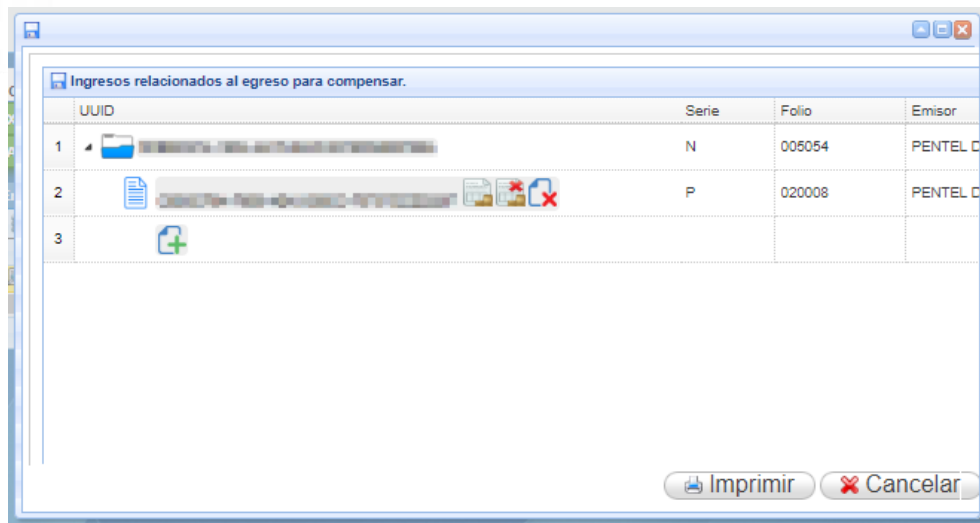 Ingresos relacionados al egreso para compensar.
UUID Serie Folio Emisor
1 N 005054 PENTEL D
2 P 020008 PENTEL D
3
Imprimir Cancelar